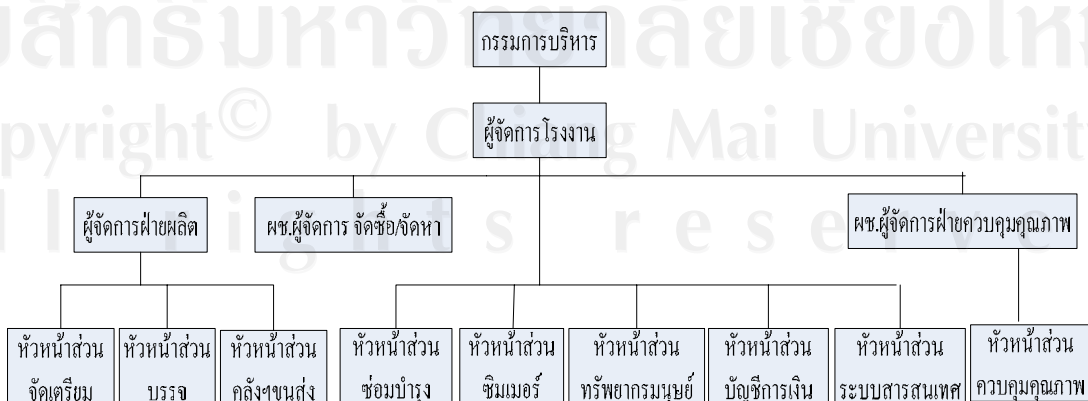 กรรมการบริหาร
ผู้จัดการโรงงาน
ผู้จัดการฝ่ายผลิต
ผช.ผู้จัดการ จัดซื้อ/จัดหา
ผช.ผู้จัดการฝ่ายควบคุมคุณภาพ
หัวหน้าส่วน
จัดเตรียม
หัวหน้าส่วน
บรรจุ
หัวหน้าส่วน
คลังฯขนส่ง
หัวหน้าส่วน
ซ่อมบำรุง
หัวหน้าส่วน
ซิมเมอร์
หัวหน้าส่วน
ทรัพยากรมนุษย์
หัวหน้าส่วน
บัญชีการเงิน
หัวหน้าส่วน
ระบบสารสนเทศ
หัวหน้าส่วน
ควบคุมคุณภาพ
by Chiang Mai Universit